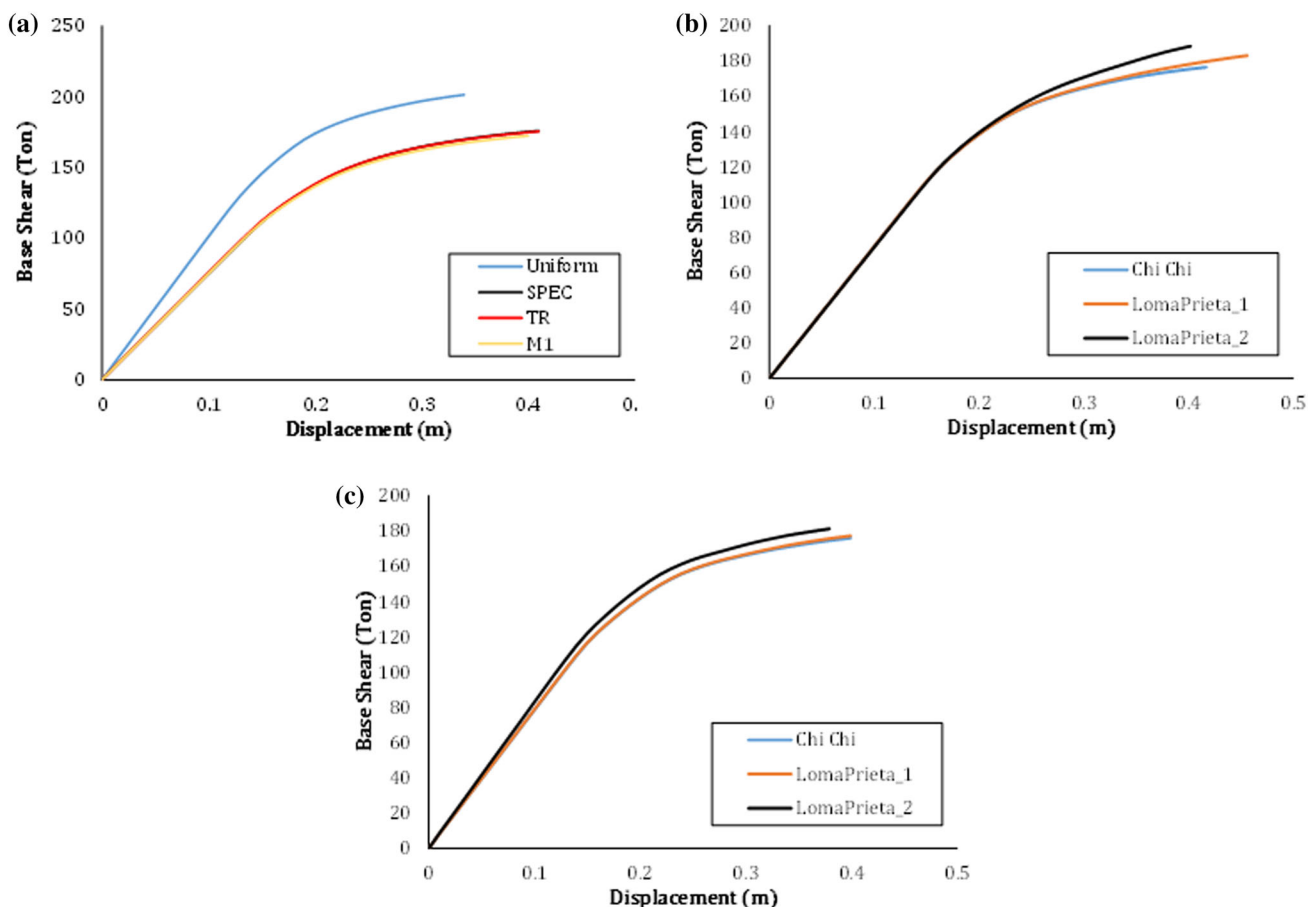 (a)
250
200
150
100
50
0
Base Shear (Ton)
0 0.1 0.2 0.3 0.4 0.
Displacement (m)
Uniform
SPEC
TR
M1
(b)
200
180
160
140
120
100
80
60
40
20
0
Base Shear (Ton)
0 0.1 0.2 0.3 0.4 0.5
Displacement (m)
Chi Chi
LomaPrieta_1
LomaPrieta_2
(c)
200
180
160
140
120
100
80
60
40
20
0
Base Shear (Ton)
0 0.1 0.2 0.3 0.4 0.5
Displacement (m)
Chi Chi
LomaPrieta_1
LomaPrieta_2